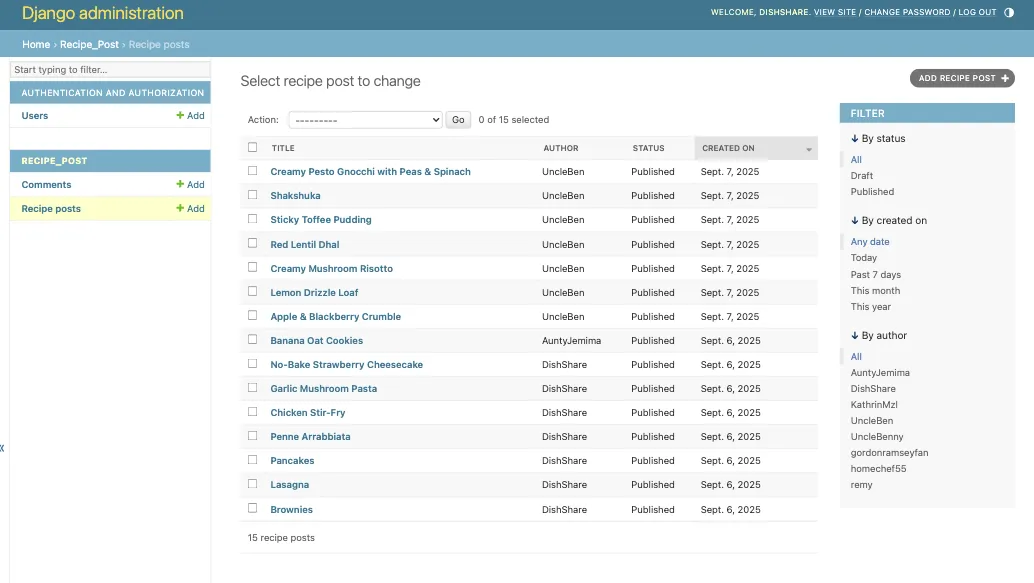 Django administration
WELCOME, DISHSHARE. VIEW SITE / CHANGE PASSWORD / LOG OUT
Home › Recipe_Post › Recipe posts
Start typing to filter...
AUTHENTICATION AND AUTHORIZATION
Users + Add
RECIPE_POST
Comments + Add
Recipe posts + Add
«
Select recipe post to change
ADD RECIPE POST +
Action: --------- Go 0 of 15 selected
TITLE AUTHOR STATUS CREATED ON
Creamy Pesto Gnocchi with Peas & Spinach UncleBen Published Sept. 7, 2025
Shakshuka UncleBen Published Sept. 7, 2025
Sticky Toffee Pudding UncleBen Published Sept. 7, 2025
Red Lentil Dhal UncleBen Published Sept. 7, 2025
Creamy Mushroom Risotto UncleBen Published Sept. 7, 2025
Lemon Drizzle Loaf UncleBen Published Sept. 7, 2025
Apple & Blackberry Crumble UncleBen Published Sept. 7, 2025
Banana Oat Cookies AuntyJemima Published Sept. 6, 2025
No-Bake Strawberry Cheesecake DishShare Published Sept. 6, 2025
Garlic Mushroom Pasta DishShare Published Sept. 6, 2025
Chicken Stir-Fry DishShare Published Sept. 6, 2025
Penne Arrabbiata DishShare Published Sept. 6, 2025
Pancakes DishShare Published Sept. 6, 2025
Lasagna DishShare Published Sept. 6, 2025
Brownies DishShare Published Sept. 6, 2025
15 recipe posts
FILTER
↓ By status
All
Draft
Published
↓ By created on
Any date
Today
Past 7 days
This month
This year
↓ By author
All
AuntyJemima
DishShare
KathrinMzl
UncleBen
UncleBenny
gordonramseyfan
homechef55
remy